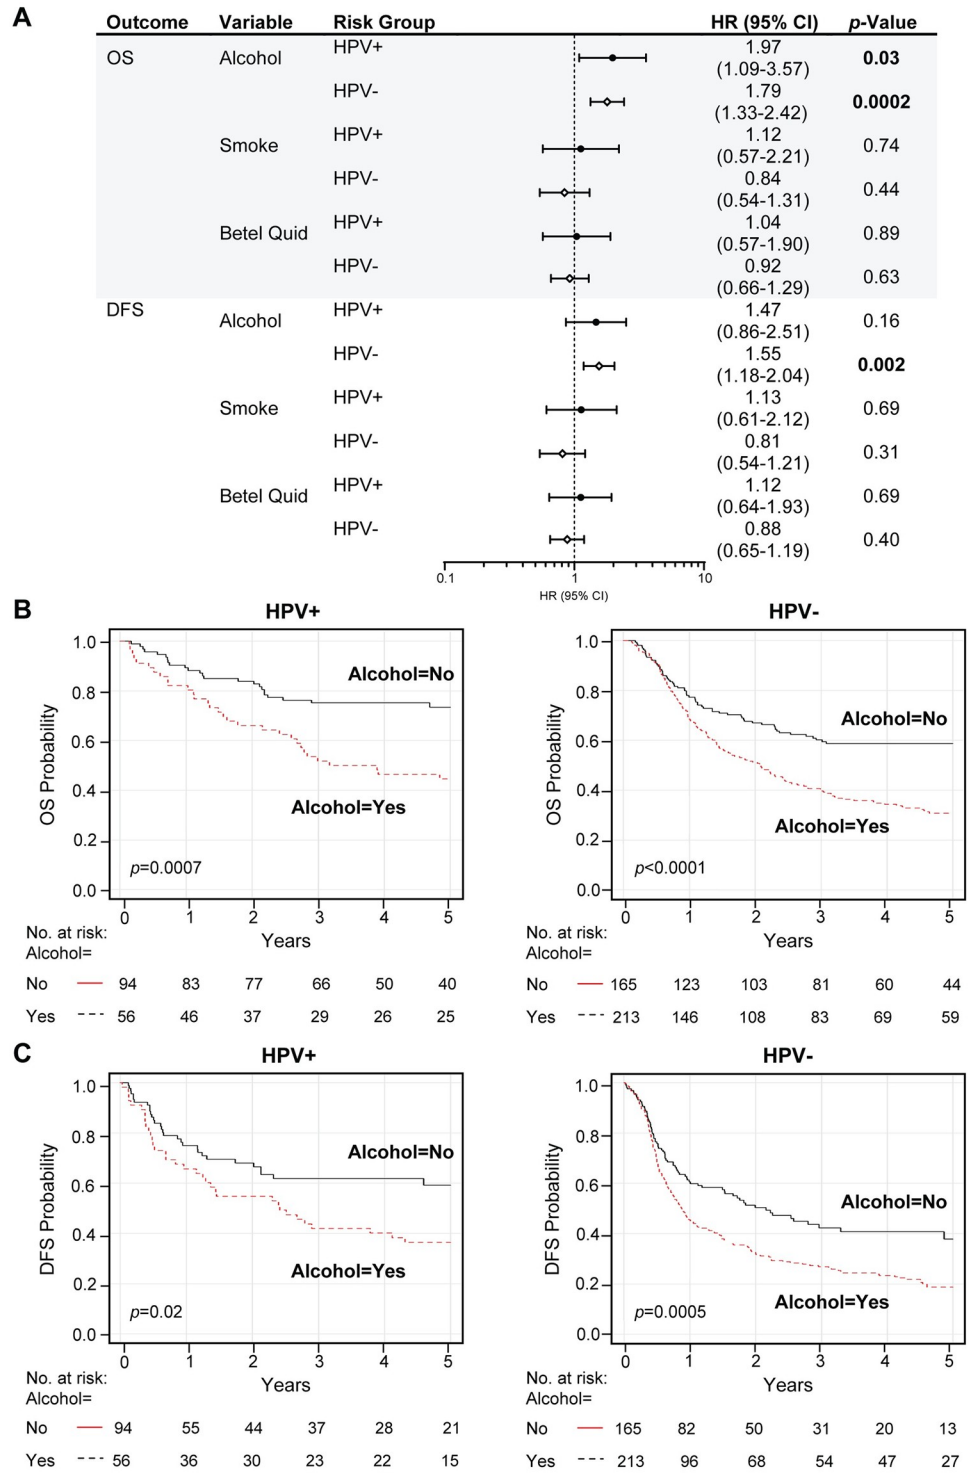 A
Outcome Variable Risk Group HR (95% CI) p-Value
OS Alcohol HPV+ 1.97 (1.09-3.57) 0.03
HPV- 1.79 (1.33-2.42) 0.0002
Smoke HPV+ 1.12 (0.57-2.21) 0.74
HPV- 0.84 (0.54-1.31) 0.44
Betel Quid HPV+ 1.04 (0.57-1.90) 0.89
HPV- 0.92 (0.66-1.29) 0.63
DFS Alcohol HPV+ 1.47 (0.86-2.51) 0.16
HPV- 1.55 (1.18-2.04) 0.002
Smoke HPV+ 1.13 (0.61-2.12) 0.69
HPV- 0.81 (0.54-1.21) 0.31
Betel Quid HPV+ 1.12 (0.64-1.93) 0.69
HPV- 0.88 (0.65-1.19) 0.40
0.1 1 10
HR (95% CI)
B
HPV+
OS Probability
1.0
0.8
0.6
0.4
0.2
0.0
Alcohol=No
Alcohol=Yes
p=0.0007
0 1 2 3 4 5
Years
No. at risk:
Alcohol=
No 94 83 77 66 50 40
Yes 56 46 37 29 26 25
HPV-
OS Probability
1.0
0.8
0.6
0.4
0.2
0.0
Alcohol=No
Alcohol=Yes
p<0.0001
0 1 2 3 4 5
Years
No. at risk:
Alcohol=
No 165 123 103 81 60 44
Yes 213 146 108 83 69 59
C
HPV+
DFS Probability
1.0
0.8
0.6
0.4
0.2
0.0
Alcohol=No
Alcohol=Yes
p=0.02
0 1 2 3 4 5
Years
No. at risk:
Alcohol=
No 94 55 44 37 28 21
Yes 56 36 30 23 22 15
HPV-
DFS Probability
1.0
0.8
0.6
0.4
0.2
0.0
Alcohol=No
Alcohol=Yes
p=0.0005
0 1 2 3 4 5
Years
No. at risk:
Alcohol=
No 165 82 50 31 20 13
Yes 213 96 68 54 47 27